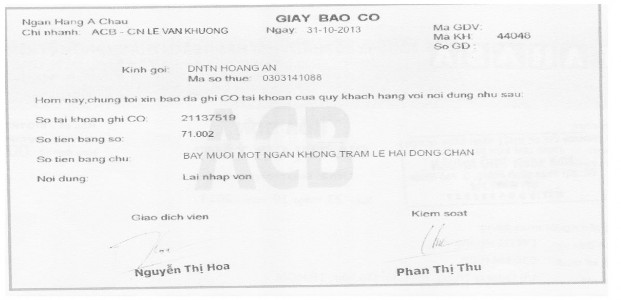 Ngan Hang A Chau
Chi nhanh: ACB - CN LE VAN KHUONG
GIAY BAO CO
Ngay: 31-10-2013
Ma GDV:
Ma KH: 44048
So GD:
Kinh goi: DNTN HOANG AN
Ma so thue: 0303141088
Hom nay,chung toi xin bao da ghi CO tai khoan cua quy khach hang voi noi dung nhu sau:
So tai khoan ghi CO: 21137519
So tien bang so: 71.002
So tien bang chu: BAY MUOI MOT NGAN KHONG TRAM LE HAI DONG CHAN
Noi dung: Lai nhap von
ACB
Giao dich vien
Kiem soat
Nguyễn Thị Hoa
Phan Thị Thu